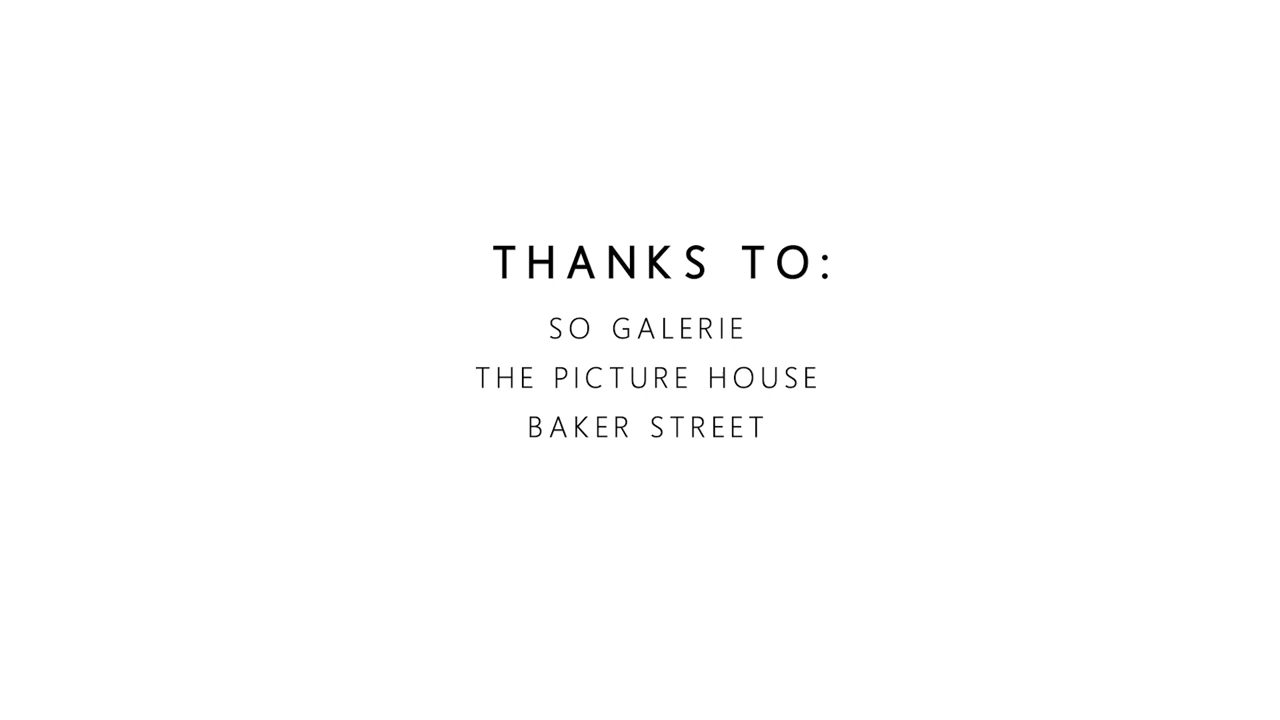 THANKS TO:
SO GALERIE
THE PICTURE HOUSE
BAKER STREET